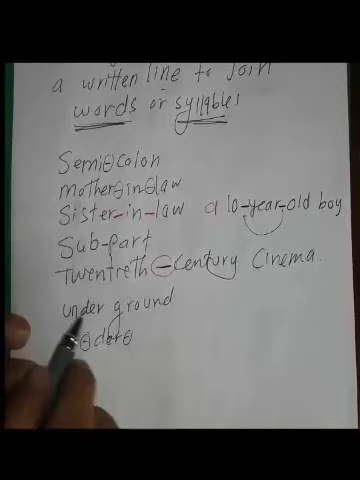 a written line to join
words or syllables
Semi-colon
Mother-in-law
Sister-in-law a 10-year-old boy
Sub-part
Twentieth-Century Cinema.
under ground